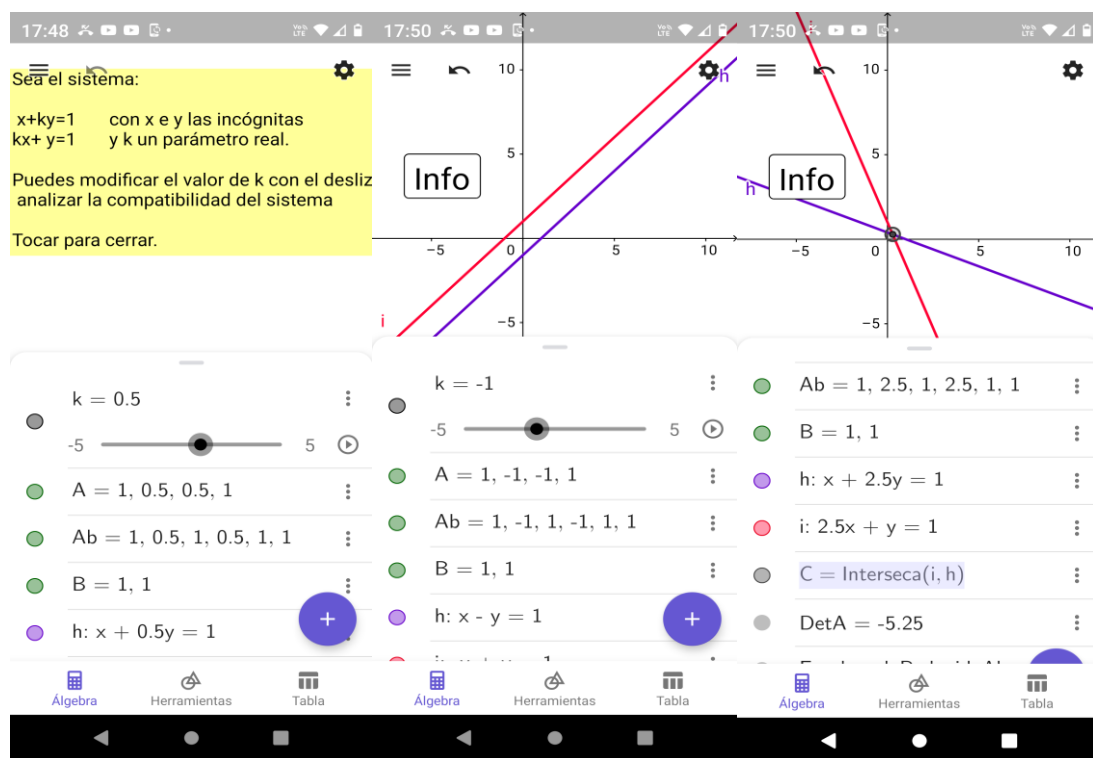 17:48
VoLTE
Sea el sistema:
x+ky=1 con x e y las incógnitas
kx+ y=1 y k un parámetro real.
Puedes modificar el valor de k con el desliz
analizar la compatibilidad del sistema
Tocar para cerrar.
k = 0.5
-5 5
A = 1, 0.5, 0.5, 1
Ab = 1, 0.5, 1, 0.5, 1, 1
B = 1, 1
h: x + 0.5y = 1
+
Álgebra Herramientas Tabla
17:50
VoLTE
10
h
Info
5
−5 0 5 10
−5
i
k = -1
-5 5
A = 1, -1, -1, 1
Ab = 1, -1, 1, -1, 1, 1
B = 1, 1
h: x - y = 1
+
Álgebra Herramientas Tabla
17:50
VoLTE
i
10
5
h
Info
−5 0 5 10
−5
Ab = 1, 2.5, 1, 2.5, 1, 1
B = 1, 1
h: x + 2.5y = 1
i: 2.5x + y = 1
C = Interseca(i, h)
DetA = -5.25
Álgebra Herramientas Tabla